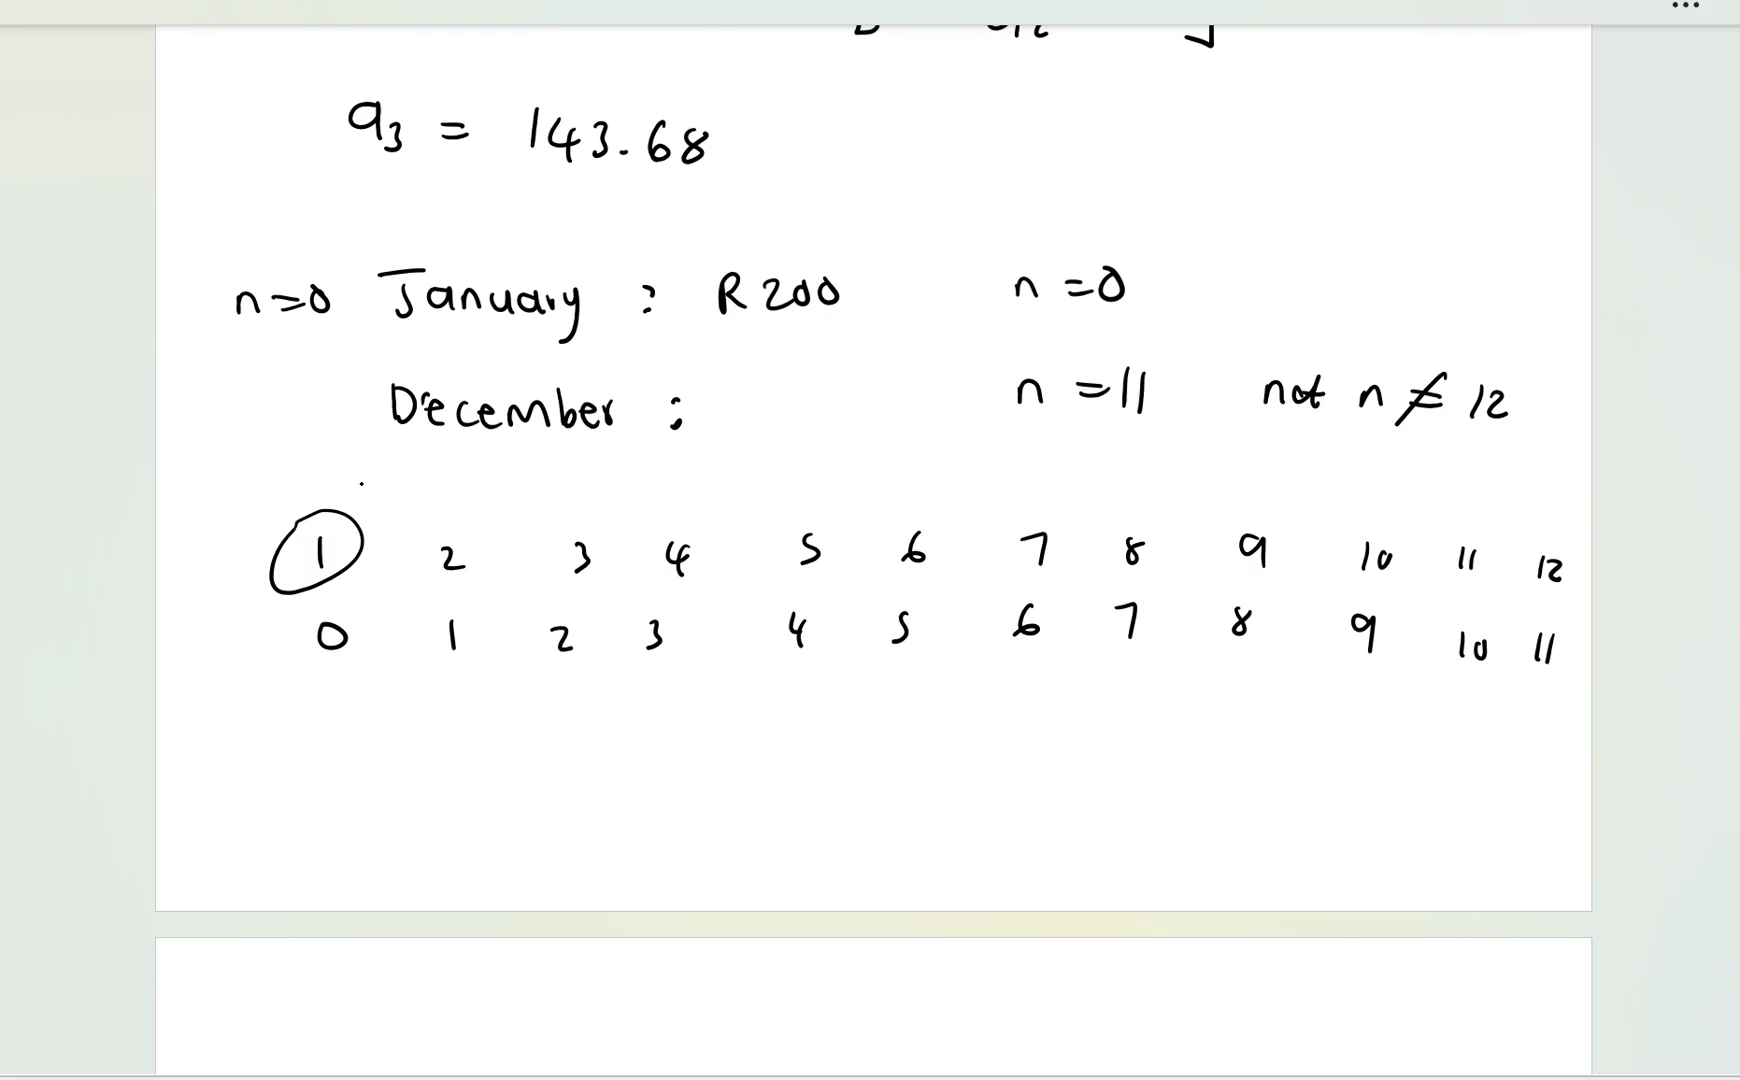 a3 = 143.68
n=0 January : R200 n=0
December : n=11 not n≠12
1 2 3 4 5 6 7 8 9 10 11 12
0 1 2 3 4 5 6 7 8 9 10 11